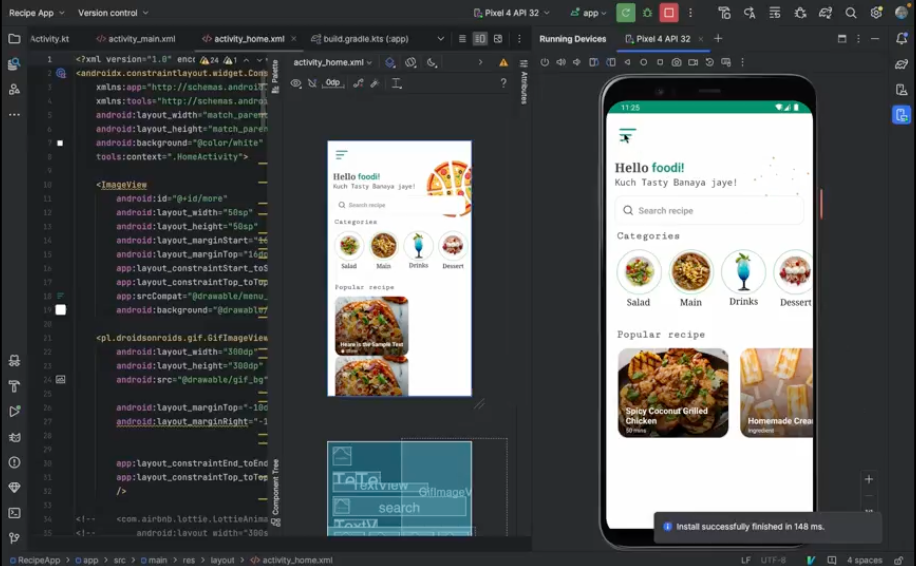 Recipe App
Version control
Pixel 4 API 32
app
Activity.kt
activity_main.xml
activity_home.xml
build.gradle.kts (:app)
Running Devices
Pixel 4 API 32
1 <?xml version="1.0" enco
24
1
2 <androidx.constraintlayout.widget.Cons
3 xmlns:app="http://schemas.androi
4 xmlns:tools="http://schemas.andr
5 android:layout_width="match_pare
6 android:layout_height="match_par
7 android:background="@color/white"
8 tools:context=".HomeActivity">
10 <ImageView
11 android:id="@+id/more"
12 android:layout_width="50sp"
13 android:layout_height="50sp"
14 android:layout_marginStart="16
15 android:layout_marginTop="16dp
16 app:layout_constraintStart_toS
17 app:layout_constraintTop_toTop
18 app:srcCompat="@drawable/menu_
19 android:background="@drawable/
21 <pl.droidsonroids.gif.GifImageView
22 android:layout_width="300dp"
23 android:layout_height="300dp"
24 android:src="@drawable/gif_bg"
26 android:layout_marginTop="-10d
27 android:layout_marginRight="-1
30 app:layout_constraintEnd_toEnd
31 app:layout_constraintTop_toTop
32 />
34 <!-- com.airbnb.lottie.LottieAnima
35 <!-- android:layout_width="300s
activity_home.xml
0dp
?
Palette
Attributes
Component Tree
Hello foodi!
Kuch Tasty Banaya jaye!
Search recipe
Categories
Salad
Main
Drinks
Dessert
Popular recipe
Heare is the Sample Text
TextView
GifImageV
search
TextV
11:25
Hello foodi!
Kuch Tasty Banaya jaye!
Search recipe
Categories
Salad
Main
Drinks
Dessert
Popular recipe
Spicy Coconut Grilled
Chicken
50 mins
Homemade Crea
Ingredient
Install successfully finished in 148 ms.
RecipeApp > app > src > main > res > layout > activity_home.xml
LF
UTF-8
4 spaces